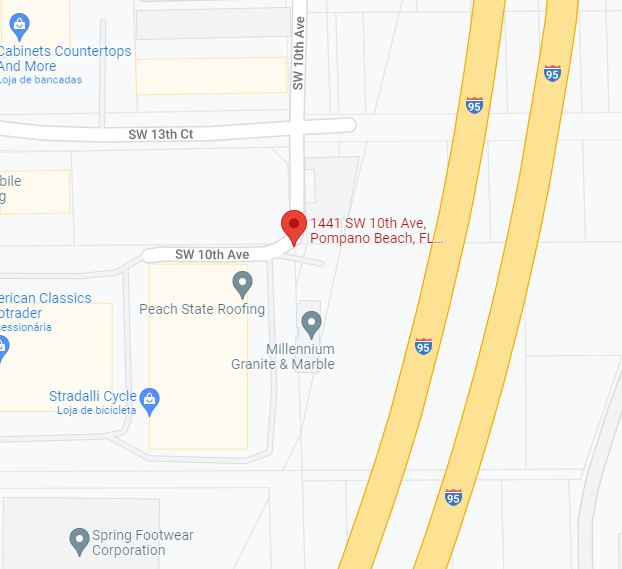 SW 10th Ave
Cabinets Countertops
And More
Loja de bancadas
95
95
SW 13th Ct
bile
g
1441 SW 10th Ave,
Pompano Beach, FL...
SW 10th Ave
Peach State Roofing
erican Classics
otrader
cessionária
Millennium
Granite & Marble
95
Stradalli Cycle
Loja de bicicleta
95
Spring Footwear
Corporation